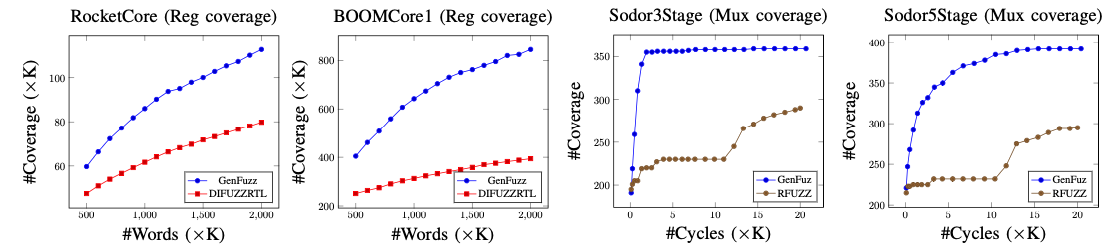 RocketCore (Reg coverage)
#Coverage (×K)
100
80
60
500
1,000
1,500
2,000
#Words (×K)
GenFuzz
DIFUZZRTL
BOOMCore1 (Reg coverage)
#Coverage (×K)
800
600
400
200
500
1,000
1,500
2,000
#Words (×K)
GenFuzz
DIFUZZRTL
Sodor3Stage (Mux coverage)
#Coverage
350
300
250
200
0
5
10
15
20
#Cycles (×K)
GenFuz
RFUZZ
Sodor5Stage (Mux coverage)
#Coverage
400
350
300
250
200
0
5
10
15
20
#Cycles (×K)
GenFuz
RFUZZ